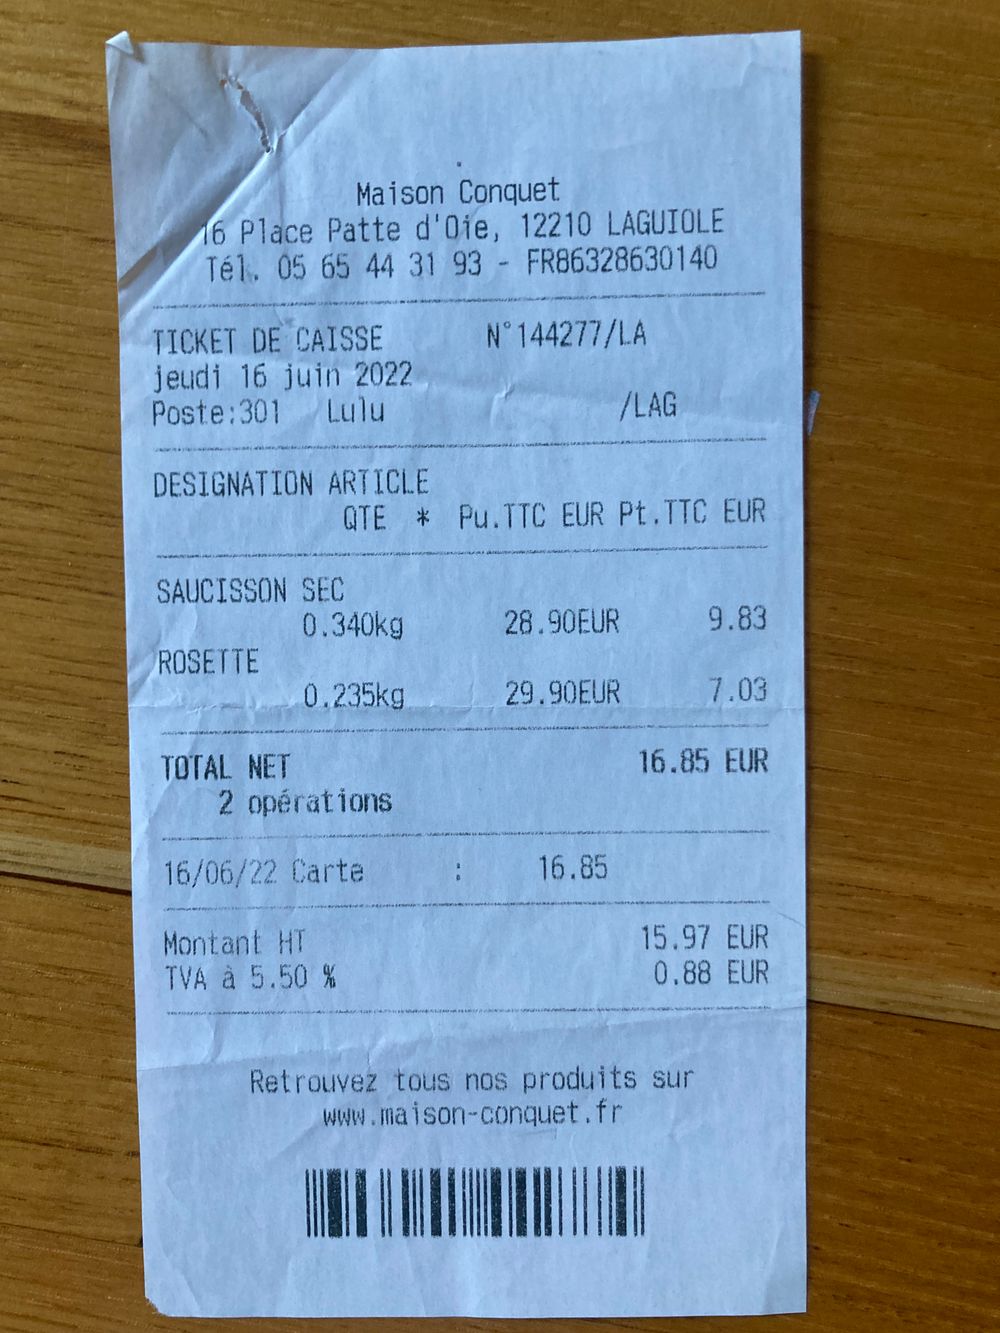 Maison Conquet
16 Place Patte d'Oie, 12210 LAGUIOLE
Tél. 05 65 44 31 93 - FR86328630140
TICKET DE CAISSE N°144277/LA
jeudi 16 juin 2022
Poste:301 Lulu /LAG
DESIGNATION ARTICLE
QTE * Pu.TTC EUR Pt.TTC EUR
SAUCISSON SEC
0.340kg 28.90EUR 9.83
ROSETTE
0.235kg 29.90EUR 7.03
TOTAL NET 16.85 EUR
2 opérations
16/06/22 Carte : 16.85
Montant HT 15.97 EUR
TVA à 5.50 % 0.88 EUR
Retrouvez tous nos produits sur
www.maison-conquet.fr